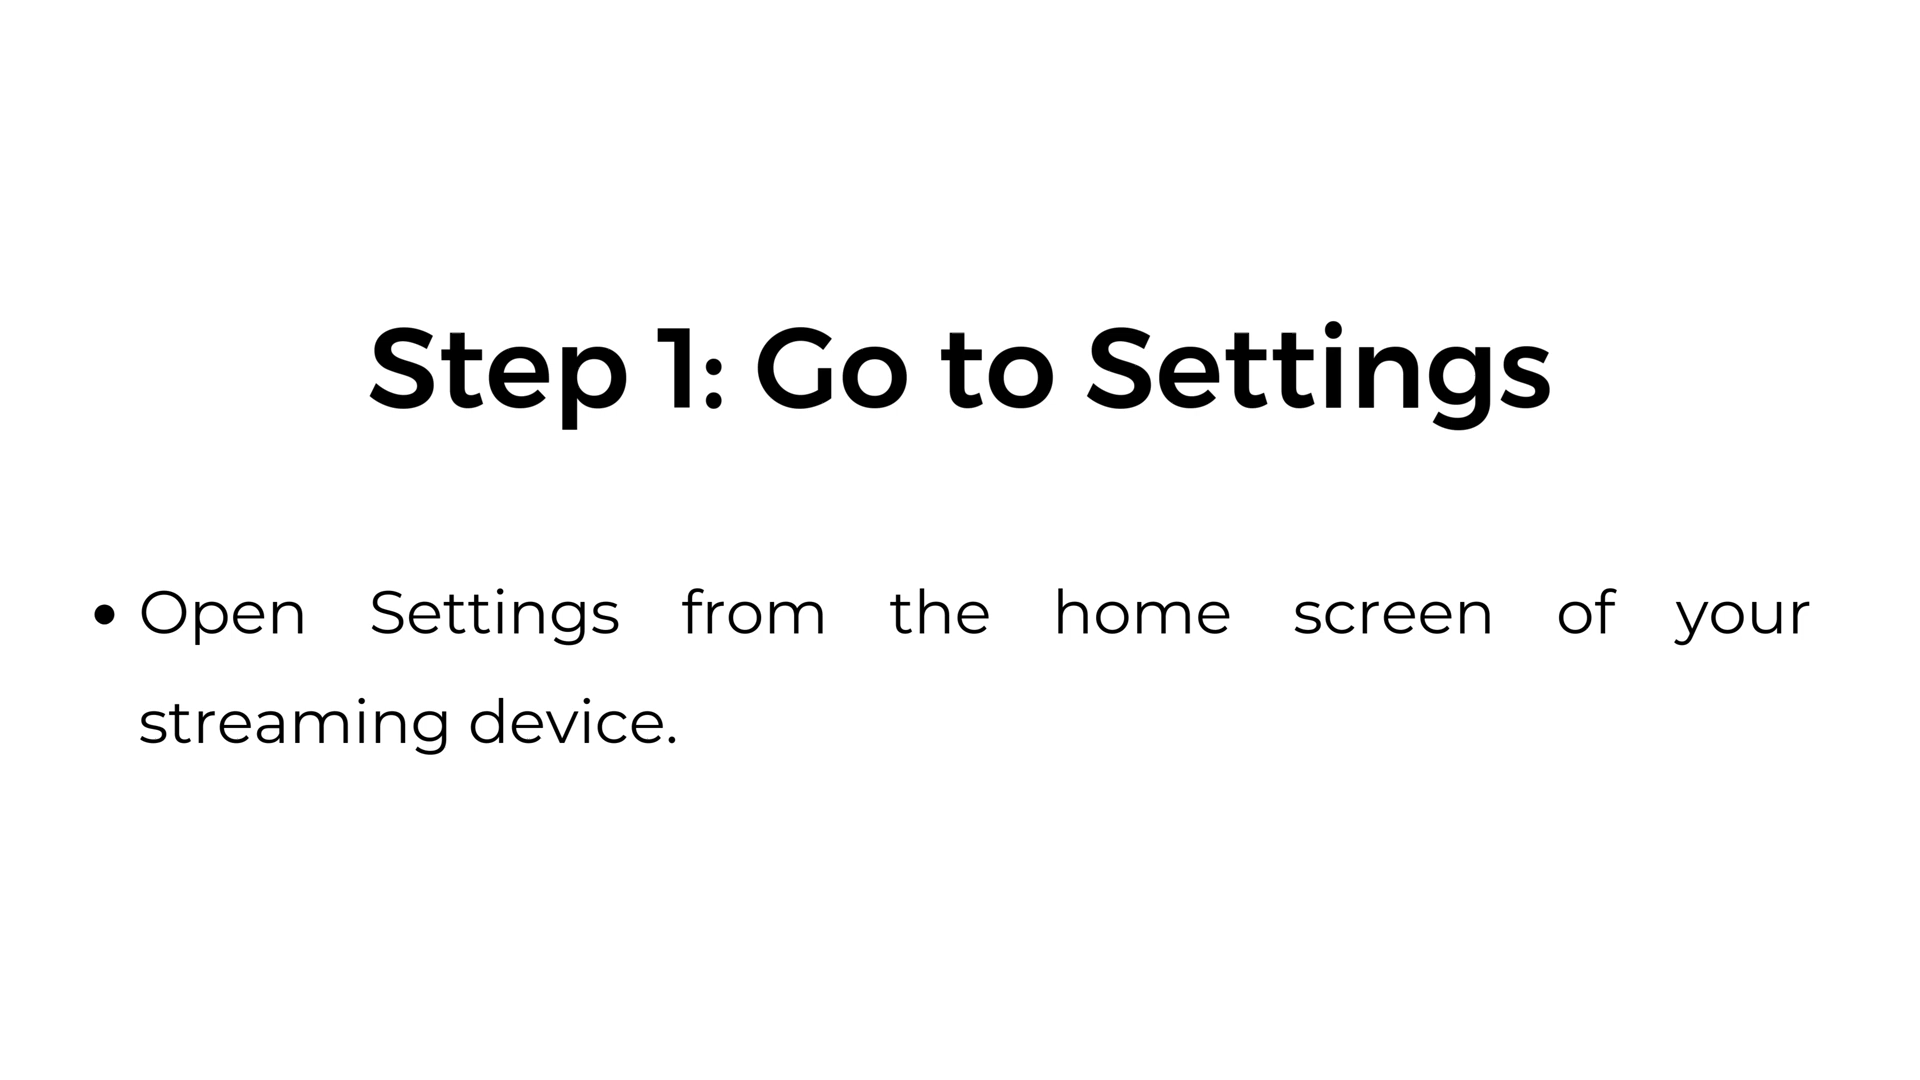 Step 1: Go to Settings
• Open Settings from the home screen of your
streaming device.